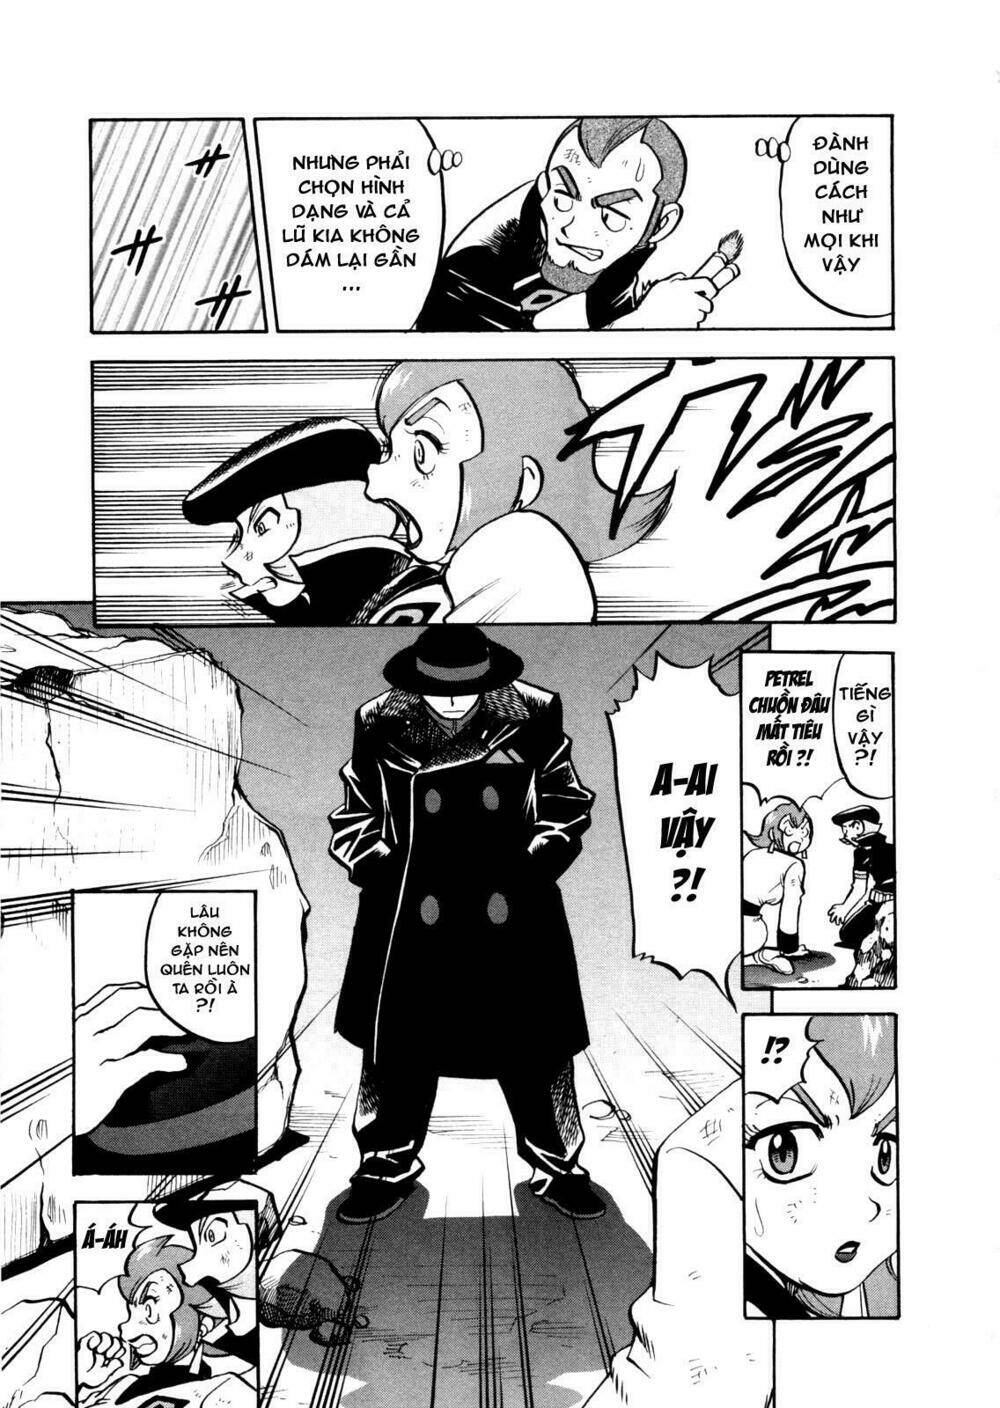 ĐÀNH
DÙNG
CÁCH
NHƯ
MỌI KHI
VẬY
NHƯNG PHẢI
CHỌN HÌNH
DẠNG VÀ CẢ
LŨ KIA KHÔNG
DÁM LẠI GẦN
...
TIẾNG
GÌ
VẬY
?!
PETREL
CHUỒN ĐÂU
MẤT TIÊU
RỒI ?!
A-AI
VẬY
?!
!?
LÂU
KHÔNG
GẶP NÊN
QUÊN LUÔN
TA RỒI À
?!
Á-ÁH